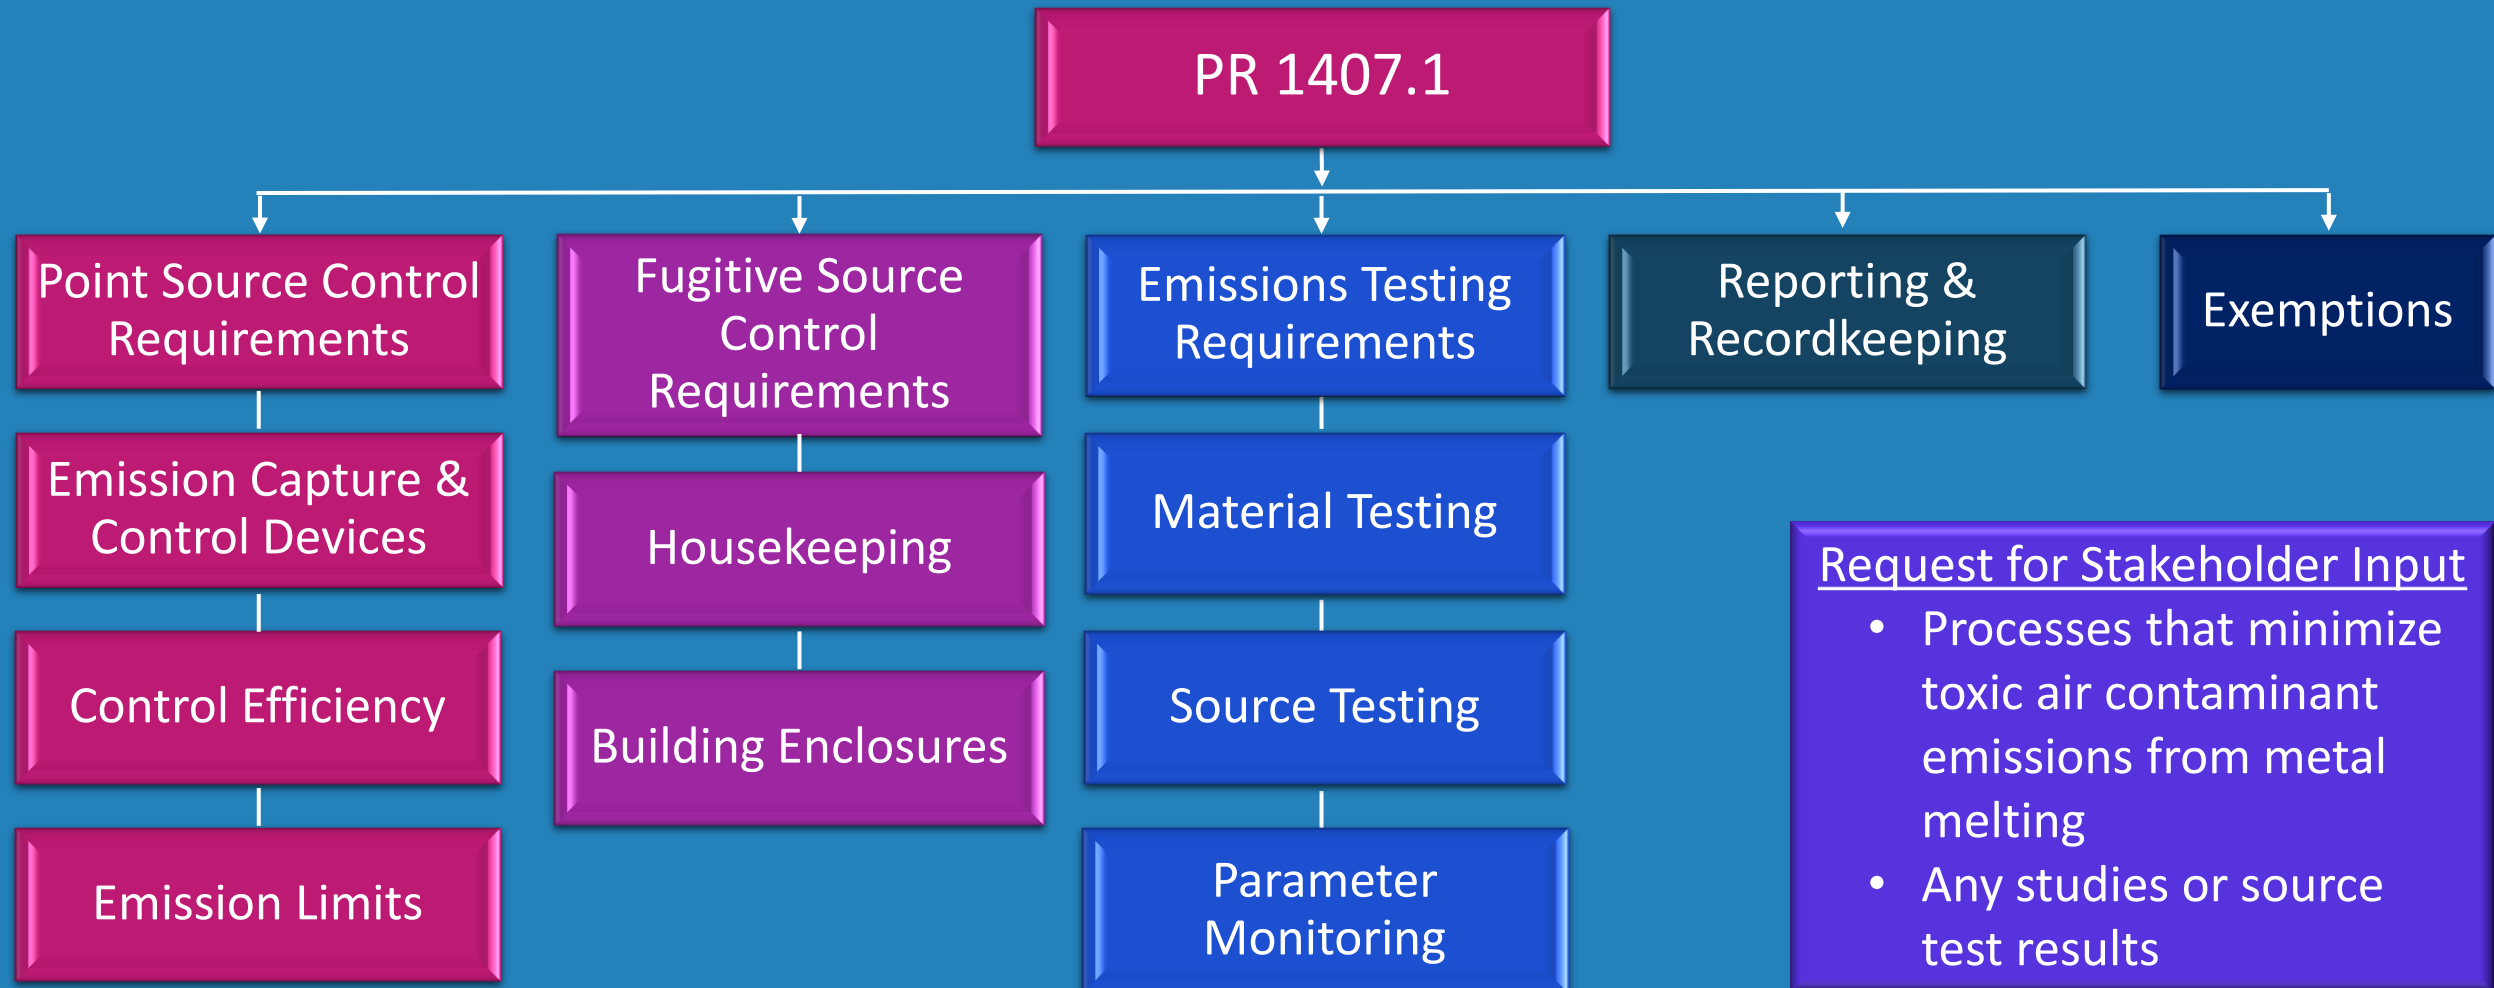 PR 1407.1
Point Source Control
Requirements
Emission Capture &
Control Devices
Control Efficiency
Emission Limits
Fugitive Source
Control
Requirements
Housekeeping
Building Enclosures
Emissions Testing
Requirements
Material Testing
Source Testing
Parameter
Monitoring
Reporting &
Recordkeeping
Exemptions
Request for Stakeholder Input
• Processes that minimize
toxic air contaminant
emissions from metal
melting
• Any studies or source
test results